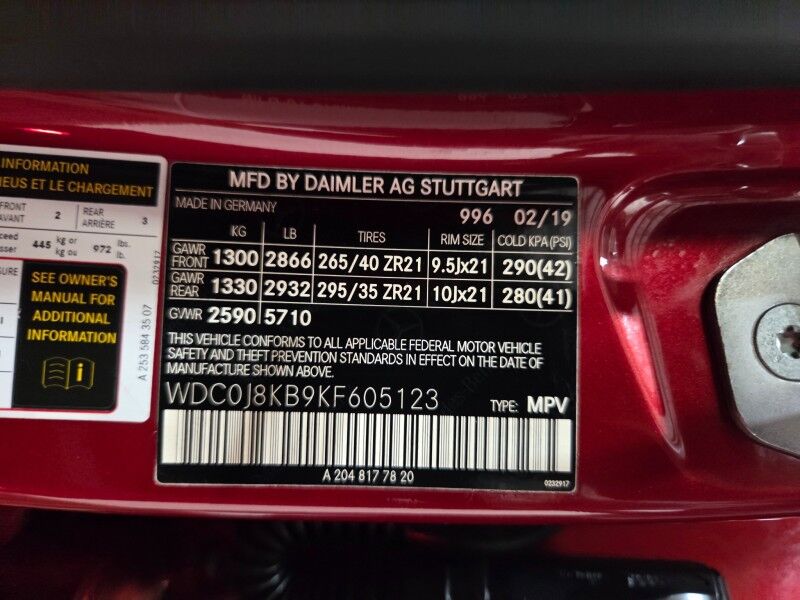 INFORMATION
EUS ET LE CHARGEMENT
FRONT 2 REAR 3
AVANT ARRIÈRE
445 kg or 972 lbs.
kg ou lb.
0232917
SEE OWNER'S
MANUAL FOR
ADDITIONAL
INFORMATION
A 253 584 35 07
MFD BY DAIMLER AG STUTTGART
MADE IN GERMANY 996 02/19
KG LB TIRES RIM SIZE COLD KPA (PSI)
GAWR FRONT 1300 2866 265/40 ZR21 9.5Jx21 290(42)
GAWR REAR 1330 2932 295/35 ZR21 10Jx21 280(41)
GVWR 2590 5710
THIS VEHICLE CONFORMS TO ALL APPLICABLE FEDERAL MOTOR VEHICLE
SAFETY AND THEFT PREVENTION STANDARDS IN EFFECT ON THE DATE OF
MANUFACTURE SHOWN ABOVE.
WDC0J8KB9KF605123 TYPE: MPV
A 204 817 78 20
0232917